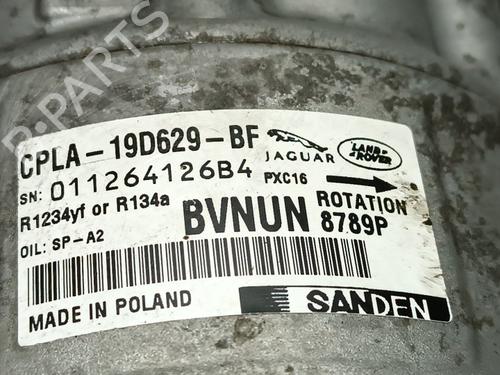 CPLA-19D629-BF
JAGUAR
LAND-
ROVER
SN: 011264126B4
PXC16
R1234yf or R134a
BVNUN
ROTATION
8789P
OIL: SP-A2
MADE IN POLAND
SANDEN
R-PARTS